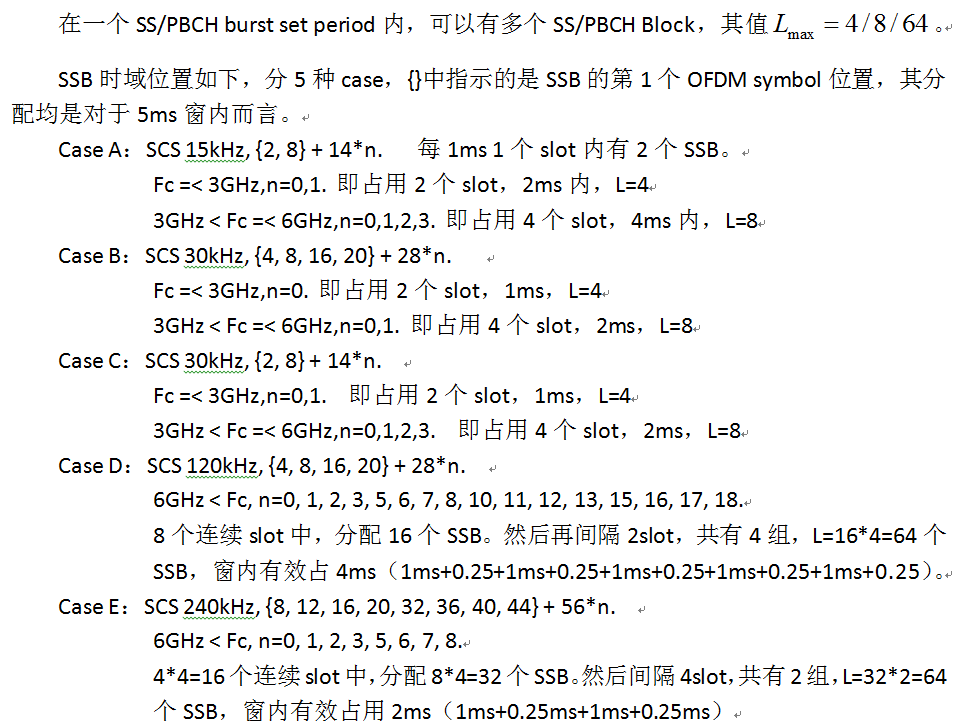 在一个 SS/PBCH burst set period 内，可以有多个 SS/PBCH Block，其值 Lmax = 4/8/64 。
SSB 时域位置如下，分 5 种 case，{}中指示的是 SSB 的第 1 个 OFDM symbol 位置，其分
配均是对于 5ms 窗内而言。
Case A：SCS 15kHz, {2, 8} + 14*n. 每 1ms 1 个 slot 内有 2 个 SSB。
Fc =< 3GHz,n=0,1. 即占用 2 个 slot，2ms 内，L=4
3GHz < Fc =< 6GHz,n=0,1,2,3. 即占用 4 个 slot，4ms 内，L=8
Case B：SCS 30kHz, {4, 8, 16, 20} + 28*n.
Fc =< 3GHz,n=0. 即占用 2 个 slot，1ms，L=4
3GHz < Fc =< 6GHz,n=0,1. 即占用 4 个 slot，2ms，L=8
Case C：SCS 30kHz, {2, 8} + 14*n.
Fc =< 3GHz,n=0,1. 即占用 2 个 slot，1ms，L=4
3GHz < Fc =< 6GHz,n=0,1,2,3. 即占用 4 个 slot，2ms，L=8
Case D：SCS 120kHz, {4, 8, 16, 20} + 28*n.
6GHz < Fc, n=0, 1, 2, 3, 5, 6, 7, 8, 10, 11, 12, 13, 15, 16, 17, 18.
8 个连续 slot 中，分配 16 个 SSB。然后再间隔 2slot，共有 4 组，L=16*4=64 个
SSB，窗内有效占 4ms（1ms+0.25+1ms+0.25+1ms+0.25+1ms+0.25+1ms+0.25）。
Case E：SCS 240kHz, {8, 12, 16, 20, 32, 36, 40, 44} + 56*n.
6GHz < Fc, n=0, 1, 2, 3, 5, 6, 7, 8.
4*4=16 个连续 slot 中，分配 8*4=32 个 SSB。然后间隔 4slot，共有 2 组，L=32*2=64
个 SSB，窗内有效占用 2ms（1ms+0.25ms+1ms+0.25ms）